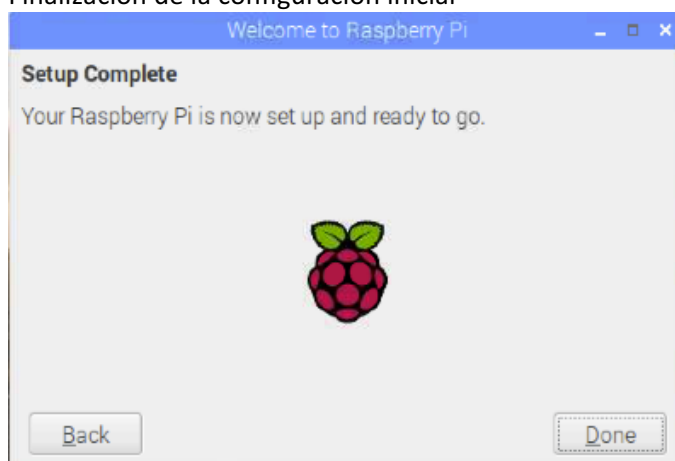 Finalización de la configuración inicial
Welcome to Raspberry Pi
Setup Complete
Your Raspberry Pi is now set up and ready to go.
Back
Done